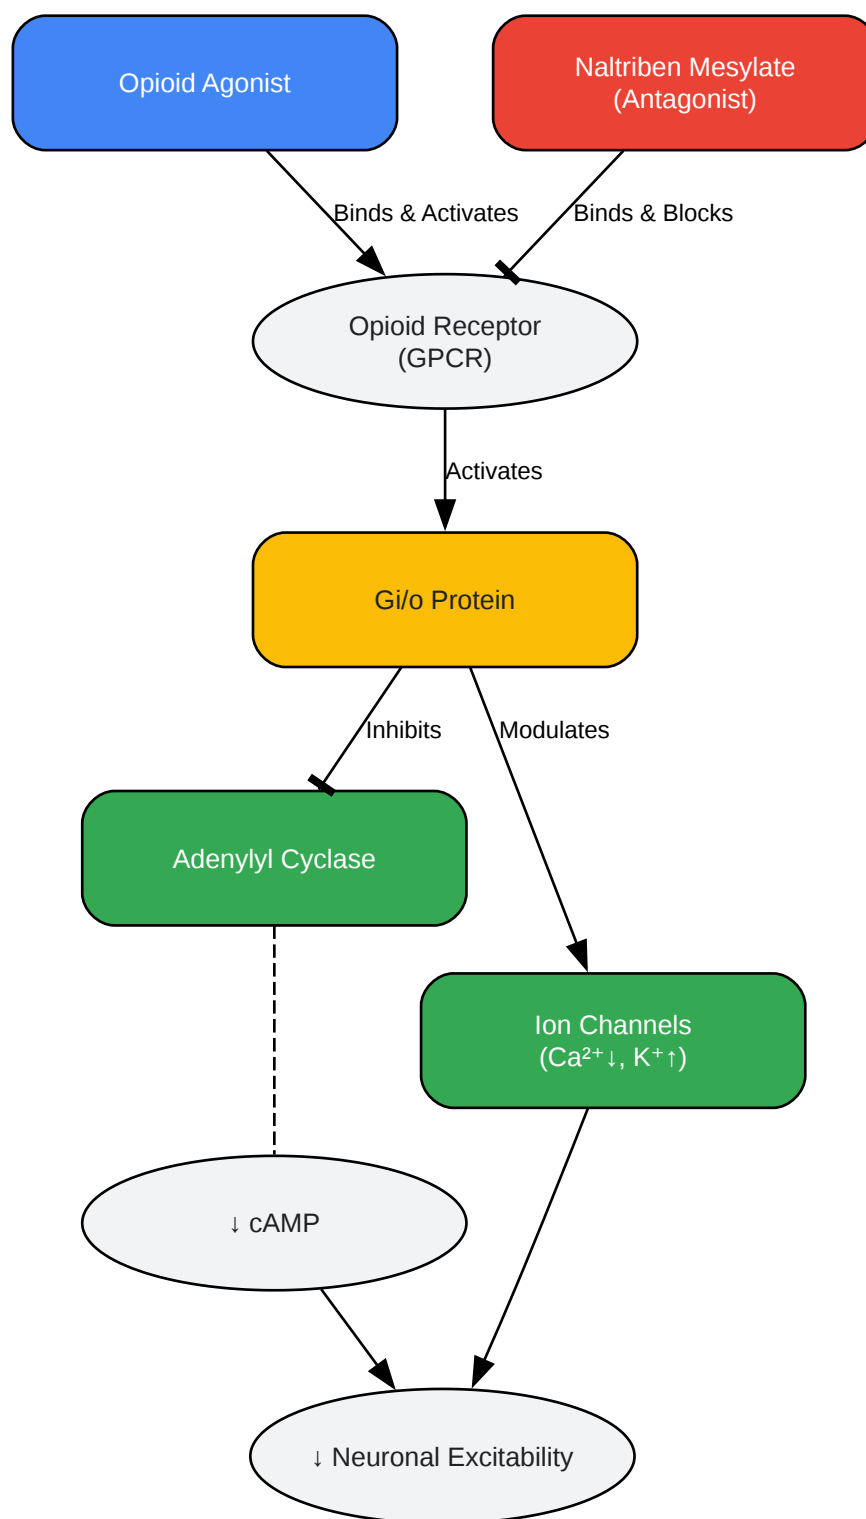 Opioid Agonist
Naltriben Mesylate
(Antagonist)
Binds & Activates
Binds & Blocks
Opioid Receptor
(GPCR)
Activates
Gi/o Protein
Inhibits
Modulates
Adenylyl Cyclase
Ion Channels
(Ca²⁺↓, K⁺↑)
↓ cAMP
↓ Neuronal Excitability